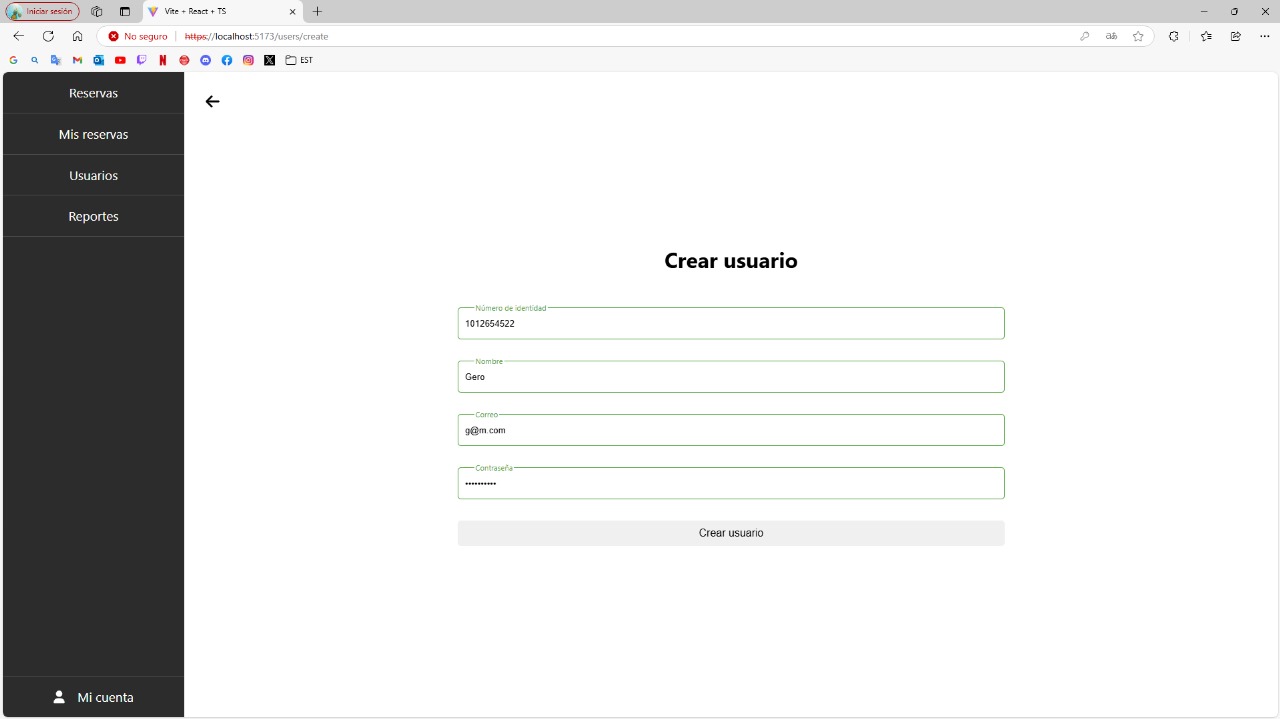 Iniciar sesión
Vite + React + TS
No seguro
https://localhost:5173/users/create
EST
Reservas
Mis reservas
Usuarios
Reportes
Mi cuenta
Crear usuario
Número de identidad
1012654522
Nombre
Gero
Correo
g@m.com
Contraseña
••••••••••
Crear usuario